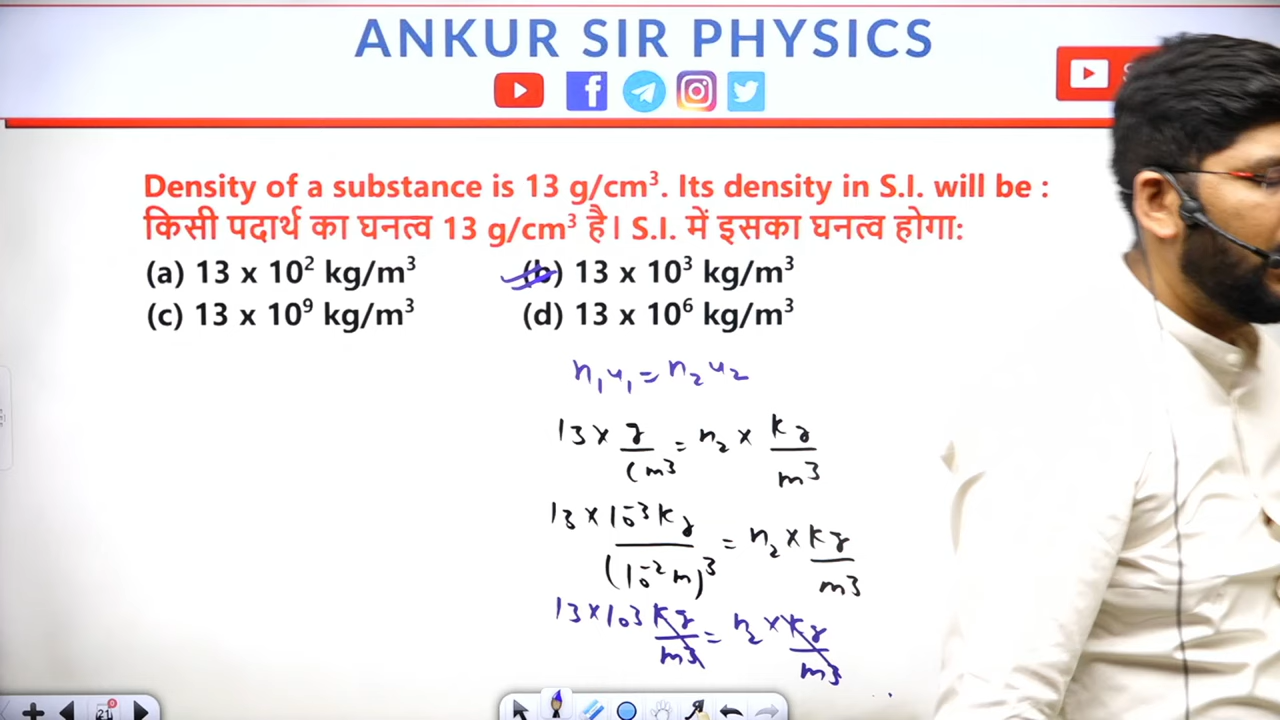 ANKUR SIR PHYSICS
S
Density of a substance is 13 g/cm³. Its density in S.I. will be :
किसी पदार्थ का घनत्व 13 g/cm³ है। S.I. में इसका घनत्व होगा:
(a) 13 x 10² kg/m³ (b) 13 x 10³ kg/m³
(c) 13 x 10⁹ kg/m³ (d) 13 x 10⁶ kg/m³
n₁u₁ = n₂u₂
13 × g/cm³ = n₂ × kg/m³
13 × 10⁻³ kg/(10⁻² m)³ = n₂ × kg/m³
13 × 10³ kg/m³ = n₂ × kg/m³
21